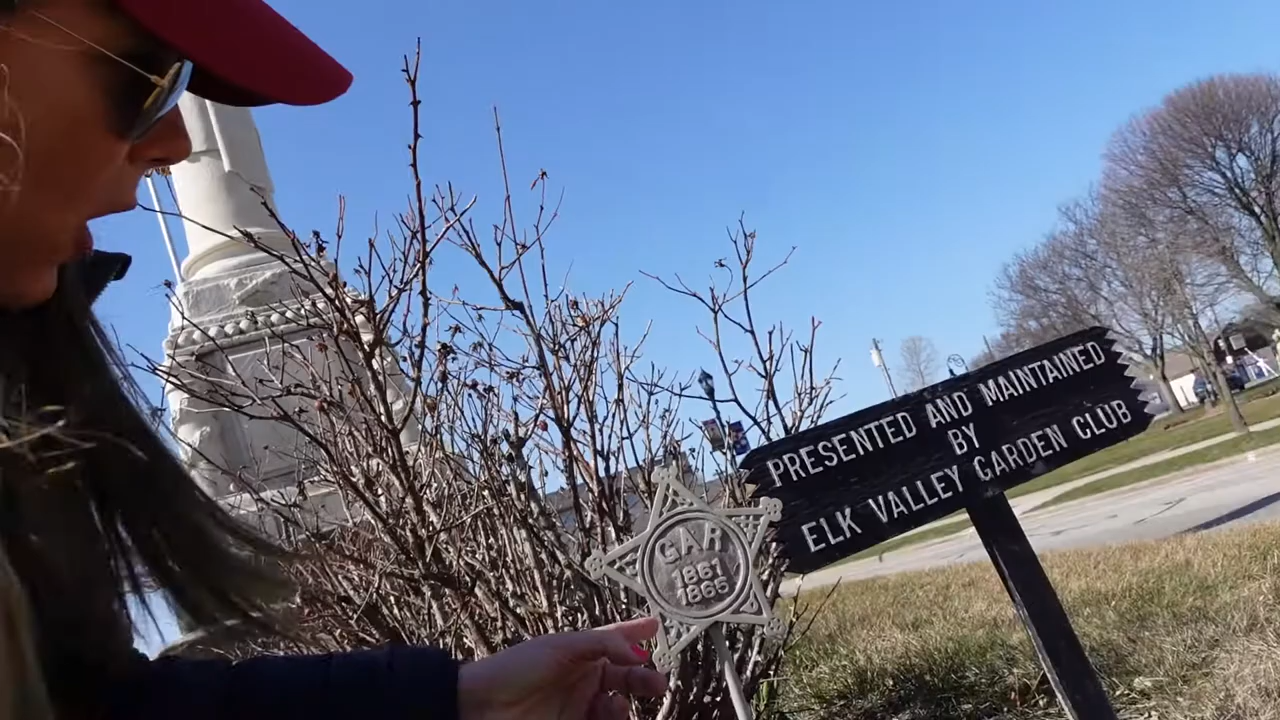 PRESENTED AND MAINTAINED
BY
ELK VALLEY GARDEN CLUB
GAR
1861
1865